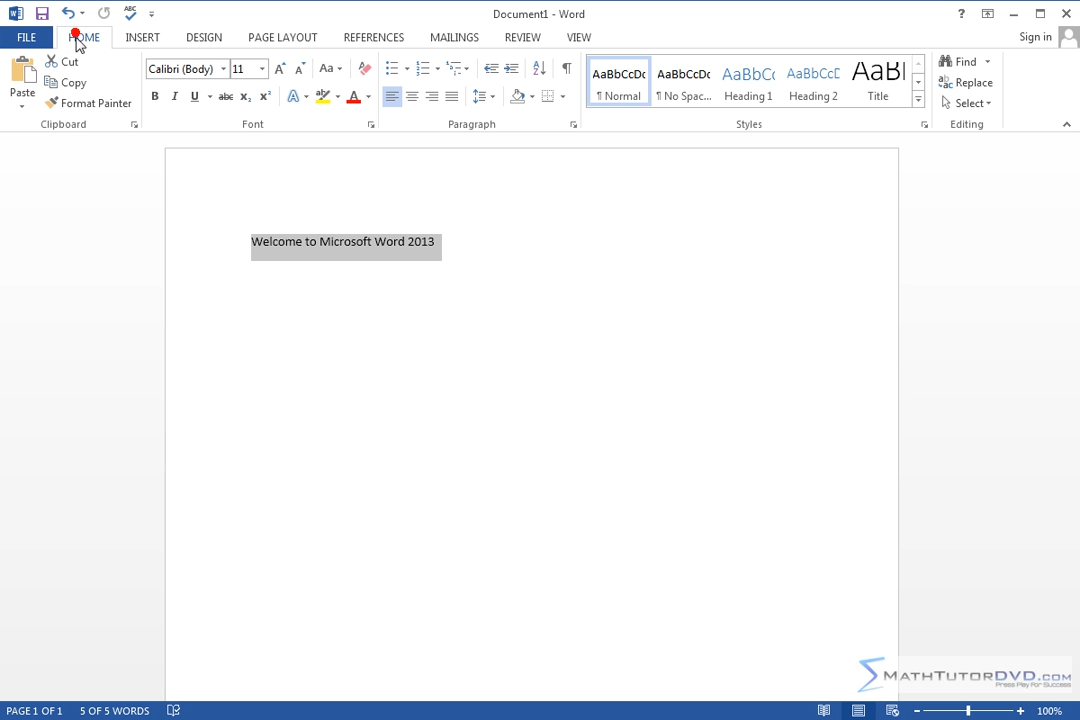 Document1 - Word
Sign in
FILE HOME INSERT DESIGN PAGE LAYOUT REFERENCES MAILINGS REVIEW VIEW
Paste
Cut
Copy
Format Painter
Clipboard
Calibri (Body) 11
Font
Paragraph
AaBbCcDc AaBbCcDc AaBbCc AaBbCcD AaBl
¶ Normal ¶ No Spac... Heading 1 Heading 2 Title
Styles
Find
Replace
Select
Editing
Welcome to Microsoft Word 2013
MATHTUTORDVD.COM
Press Play For Success
PAGE 1 OF 1 5 OF 5 WORDS 100%